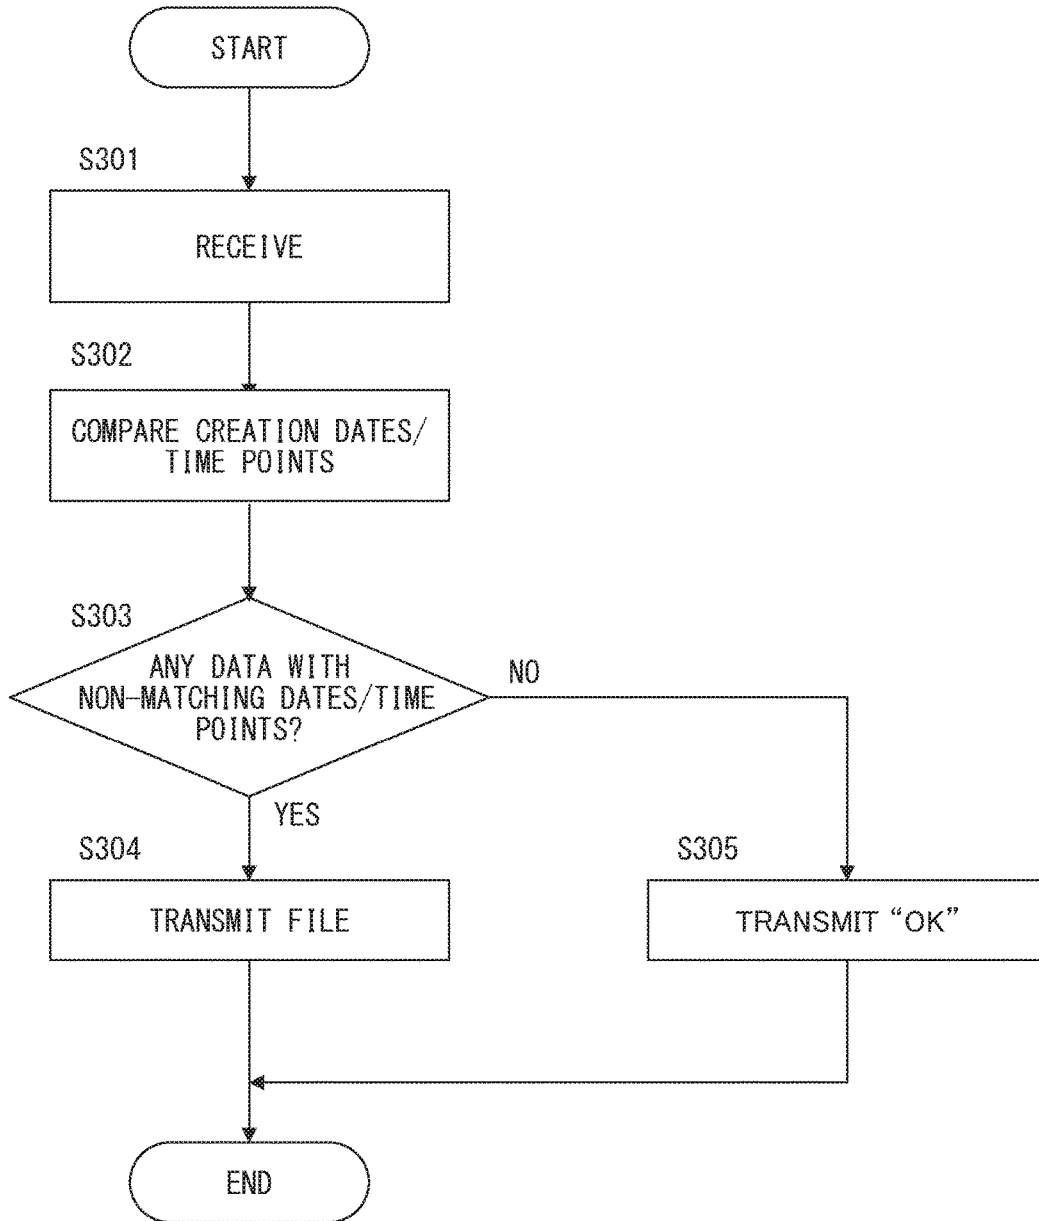 START
S301
RECEIVE
S302
COMPARE CREATION DATES/
TIME POINTS
S303
ANY DATA WITH
NON-MATCHING DATES/TIME
POINTS?
NO
YES
S304
TRANSMIT FILE
S305
TRANSMIT “OK”
END